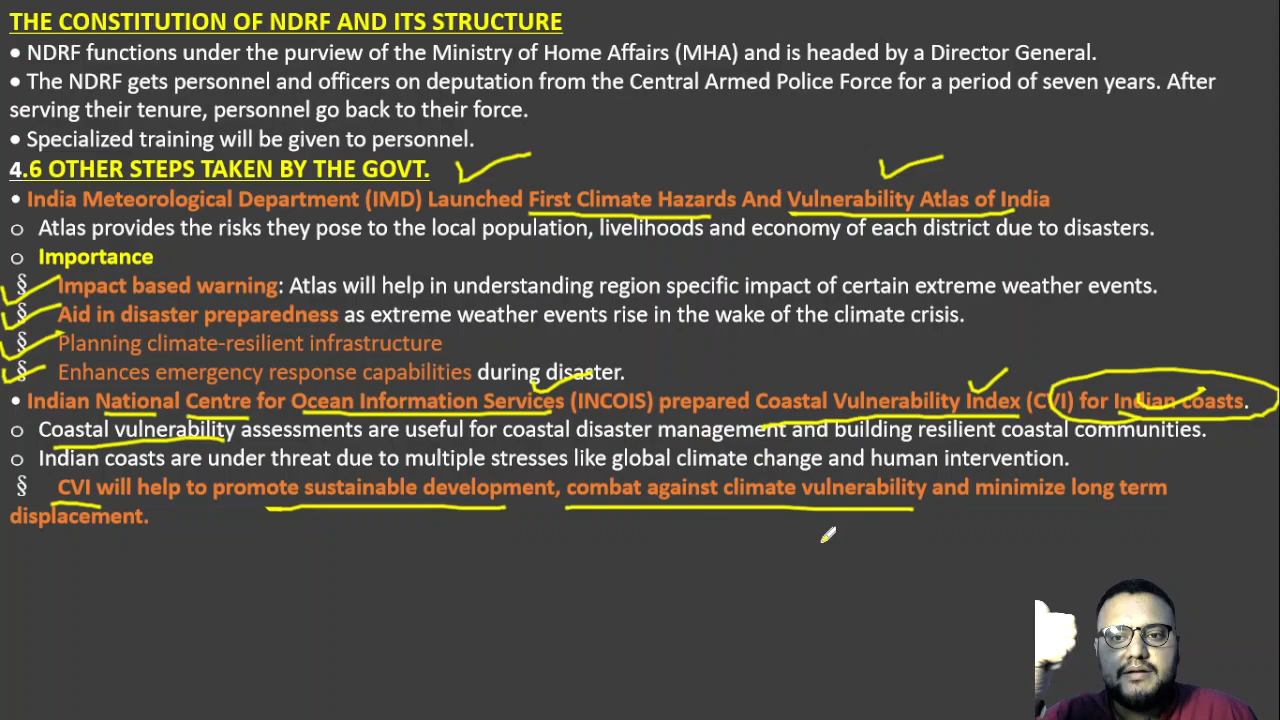 THE CONSTITUTION OF NDRF AND ITS STRUCTURE
• NDRF functions under the purview of the Ministry of Home Affairs (MHA) and is headed by a Director General.
• The NDRF gets personnel and officers on deputation from the Central Armed Police Force for a period of seven years. After
serving their tenure, personnel go back to their force.
• Specialized training will be given to personnel.
4.6 OTHER STEPS TAKEN BY THE GOVT.
• India Meteorological Department (IMD) Launched First Climate Hazards And Vulnerability Atlas of India
o Atlas provides the risks they pose to the local population, livelihoods and economy of each district due to disasters.
o Importance
§ Impact based warning: Atlas will help in understanding region specific impact of certain extreme weather events.
§ Aid in disaster preparedness as extreme weather events rise in the wake of the climate crisis.
§ Planning climate-resilient infrastructure
§ Enhances emergency response capabilities during disaster.
• Indian National Centre for Ocean Information Services (INCOIS) prepared Coastal Vulnerability Index (CVI) for Indian coasts.
o Coastal vulnerability assessments are useful for coastal disaster management and building resilient coastal communities.
o Indian coasts are under threat due to multiple stresses like global climate change and human intervention.
§ CVI will help to promote sustainable development, combat against climate vulnerability and minimize long term
displacement.